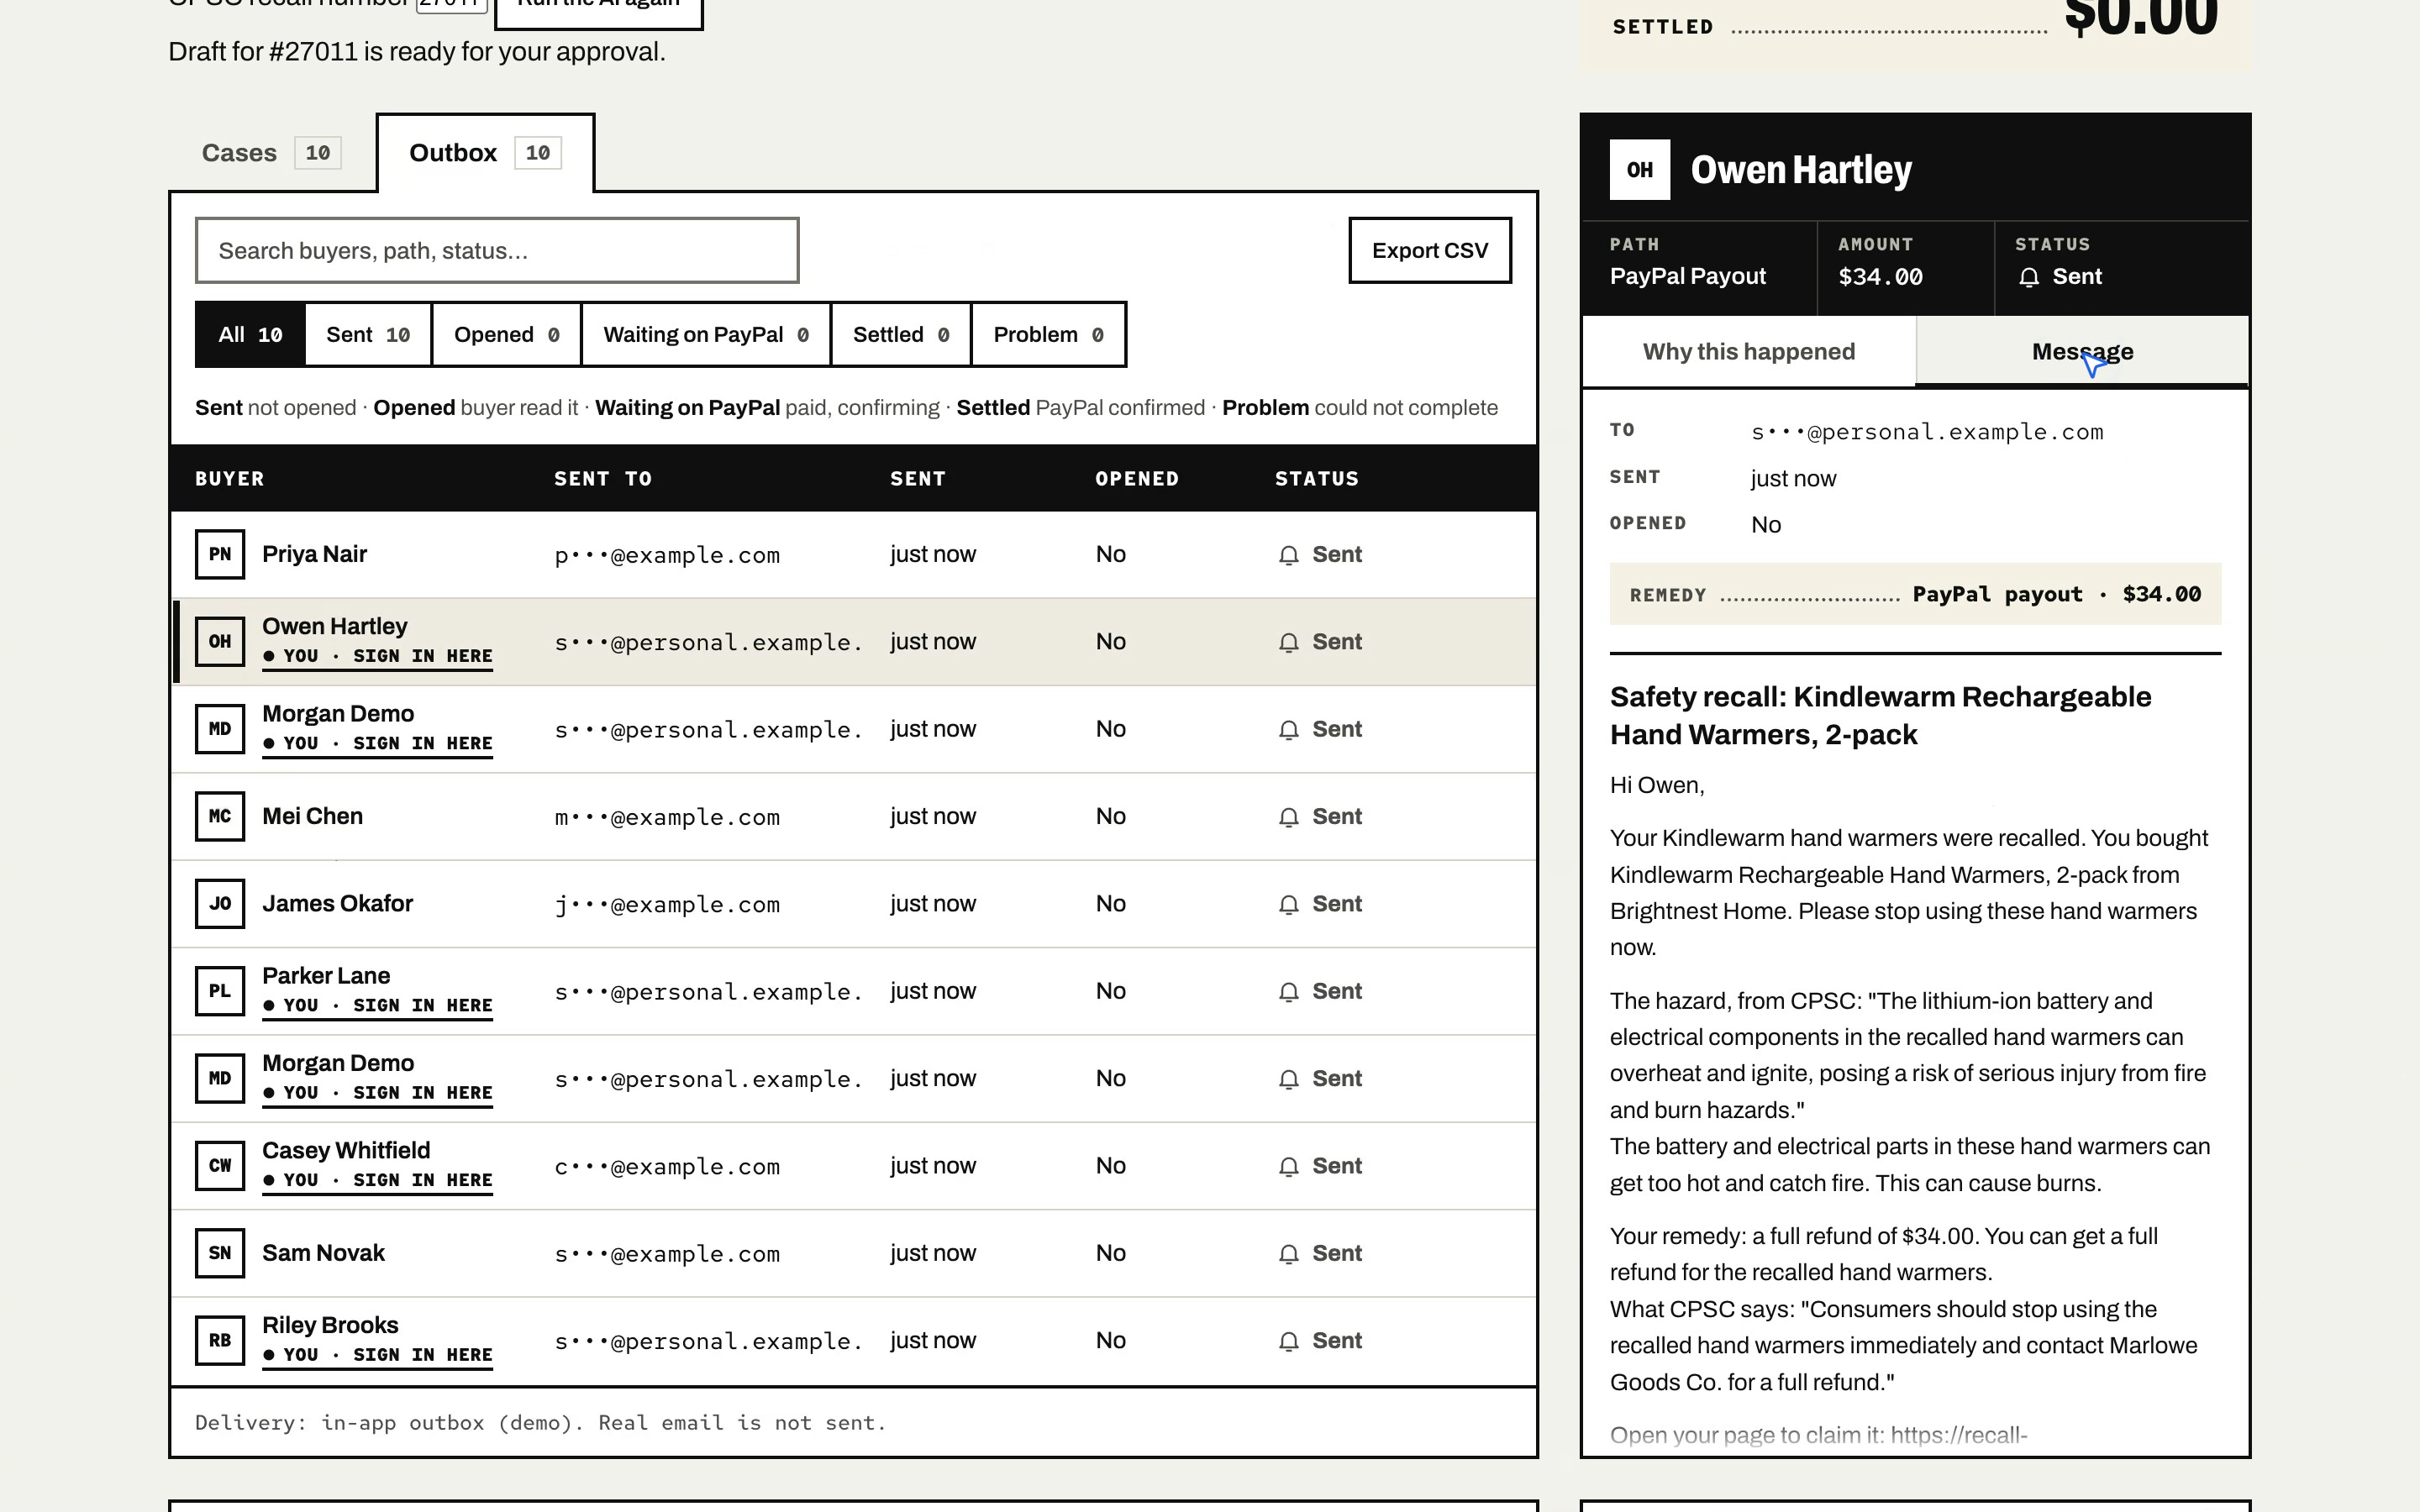 CPSC recall number 27011 Run the AI again
Draft for #27011 is ready for your approval.
SETTLED $0.00
Cases 10
Outbox 10
Search buyers, path, status...
Export CSV
All 10
Sent 10
Opened 0
Waiting on PayPal 0
Settled 0
Problem 0
Sent not opened · Opened buyer read it · Waiting on PayPal paid, confirming · Settled PayPal confirmed · Problem could not complete
BUYER SENT TO SENT OPENED STATUS
PN Priya Nair p•••@example.com just now No Sent
OH Owen Hartley s•••@personal.example. just now No Sent
YOU · SIGN IN HERE
MD Morgan Demo s•••@personal.example. just now No Sent
YOU · SIGN IN HERE
MC Mei Chen m•••@example.com just now No Sent
JO James Okafor j•••@example.com just now No Sent
PL Parker Lane s•••@personal.example. just now No Sent
YOU · SIGN IN HERE
MD Morgan Demo s•••@personal.example. just now No Sent
YOU · SIGN IN HERE
CW Casey Whitfield c•••@example.com just now No Sent
YOU · SIGN IN HERE
SN Sam Novak s•••@example.com just now No Sent
RB Riley Brooks s•••@personal.example. just now No Sent
YOU · SIGN IN HERE
Delivery: in-app outbox (demo). Real email is not sent.
OH Owen Hartley
PATH AMOUNT STATUS
PayPal Payout $34.00 Sent
Why this happened
Message
TO s•••@personal.example.com
SENT just now
OPENED No
REMEDY PayPal payout · $34.00
Safety recall: Kindlewarm Rechargeable
Hand Warmers, 2-pack
Hi Owen,
Your Kindlewarm hand warmers were recalled. You bought
Kindlewarm Rechargeable Hand Warmers, 2-pack from
Brightnest Home. Please stop using these hand warmers
now.
The hazard, from CPSC: "The lithium-ion battery and
electrical components in the recalled hand warmers can
overheat and ignite, posing a risk of serious injury from fire
and burn hazards."
The battery and electrical parts in these hand warmers can
get too hot and catch fire. This can cause burns.
Your remedy: a full refund of $34.00. You can get a full
refund for the recalled hand warmers.
What CPSC says: "Consumers should stop using the
recalled hand warmers immediately and contact Marlowe
Goods Co. for a full refund."
Open your page to claim it: https://recall-